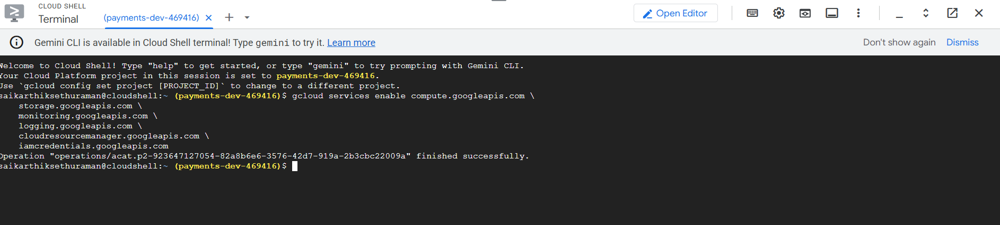 CLOUD SHELL
Terminal
(payments-dev-469416)
Open Editor
Gemini CLI is available in Cloud Shell terminal! Type gemini to try it. Learn more
Don't show again
Dismiss
Welcome to Cloud Shell! Type "help" to get started, or type "gemini" to try prompting with Gemini CLI.
Your Cloud Platform project in this session is set to payments-dev-469416.
Use `gcloud config set project [PROJECT_ID]` to change to a different project.
saikarthiksethuraman@cloudshell:~ (payments-dev-469416)$ gcloud services enable compute.googleapis.com \
    storage.googleapis.com \
    monitoring.googleapis.com \
    logging.googleapis.com \
    cloudresourcemanager.googleapis.com \
    iamcredentials.googleapis.com
Operation "operations/acat.p2-923647127054-82a8b6e6-3576-42d7-919a-2b3cbc22009a" finished successfully.
saikarthiksethuraman@cloudshell:~ (payments-dev-469416)$